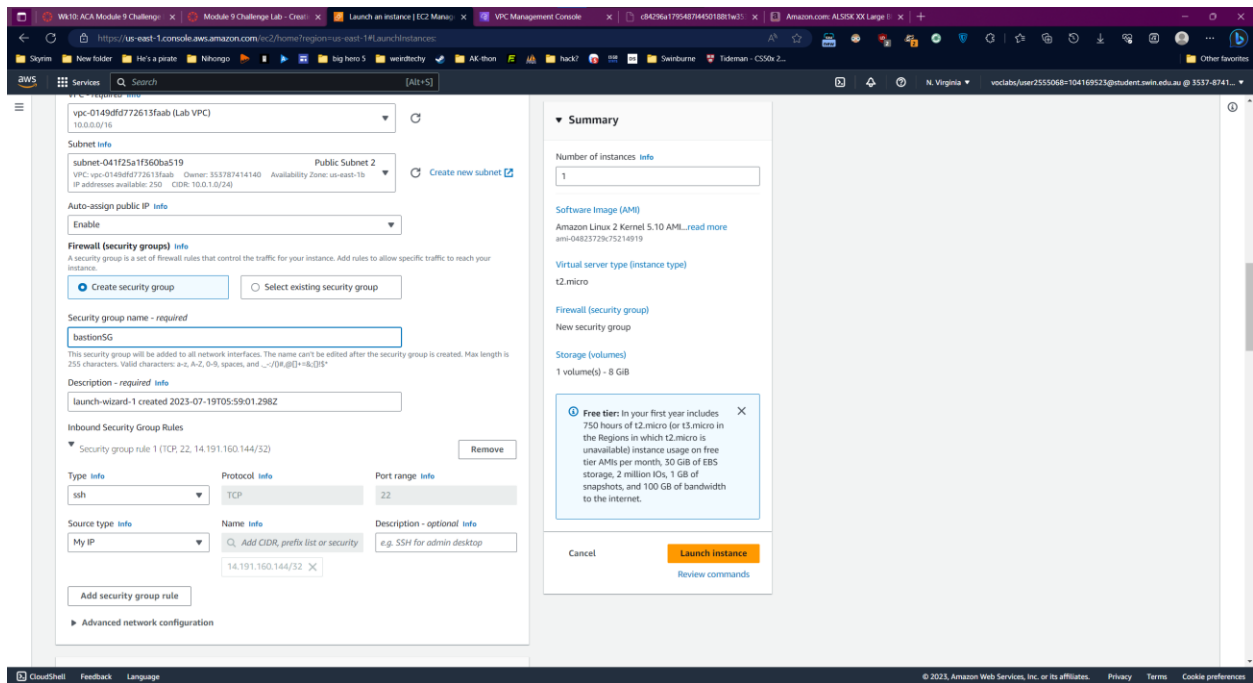 Wk10: ACA Module 9 Challenge
Module 9 Challenge Lab - Creati
Launch an instance | EC2 Manag
VPC Management Console
c84296a1795487l4450188t1w35
Amazon.com: ALSISK XX Large B
https://us-east-1.console.aws.amazon.com/ec2/home?region=us-east-1#LaunchInstances:
Skyrim
New folder
He's a pirate
Nihongo
big hero 5
weirdtechy
AK-thon
hack?
Swinburne
Tideman - CS50x 2...
Other favorites
aws
Services
Search
[Alt+S]
N. Virginia
voclabs/user2555068=104169523@student.swin.edu.au @ 3537-8741...
VPC - required Info
vpc-0149dfd772613faab (Lab VPC)
10.0.0.0/16
Subnet Info
subnet-041f25a1f360ba519 Public Subnet 2
VPC: vpc-0149dfd772613faab Owner: 353787414140 Availability Zone: us-east-1b
IP addresses available: 250 CIDR: 10.0.1.0/24)
Create new subnet
Auto-assign public IP Info
Enable
Firewall (security groups) Info
A security group is a set of firewall rules that control the traffic for your instance. Add rules to allow specific traffic to reach your
instance.
Create security group
Select existing security group
Security group name - required
bastionSG
This security group will be added to all network interfaces. The name can't be edited after the security group is created. Max length is
255 characters. Valid characters: a-z, A-Z, 0-9, spaces, and ._-:/()#,@[]+=&;{}!$*
Description - required Info
launch-wizard-1 created 2023-07-19T05:59:01.298Z
Inbound Security Group Rules
Security group rule 1 (TCP, 22, 14.191.160.144/32)
Remove
Type Info
Protocol Info
Port range Info
ssh
TCP
22
Source type Info
Name Info
Description - optional Info
My IP
Add CIDR, prefix list or security
e.g. SSH for admin desktop
14.191.160.144/32
Add security group rule
Advanced network configuration
Summary
Number of instances Info
1
Software Image (AMI)
Amazon Linux 2 Kernel 5.10 AMI...read more
ami-04823729c75214919
Virtual server type (instance type)
t2.micro
Firewall (security group)
New security group
Storage (volumes)
1 volume(s) - 8 GiB
Free tier: In your first year includes
750 hours of t2.micro (or t3.micro in
the Regions in which t2.micro is
unavailable) instance usage on free
tier AMIs per month, 30 GiB of EBS
storage, 2 million IOs, 1 GB of
snapshots, and 100 GB of bandwidth
to the internet.
Cancel
Launch instance
Review commands
CloudShell
Feedback
Language
© 2023, Amazon Web Services, Inc. or its affiliates.
Privacy
Terms
Cookie preferences